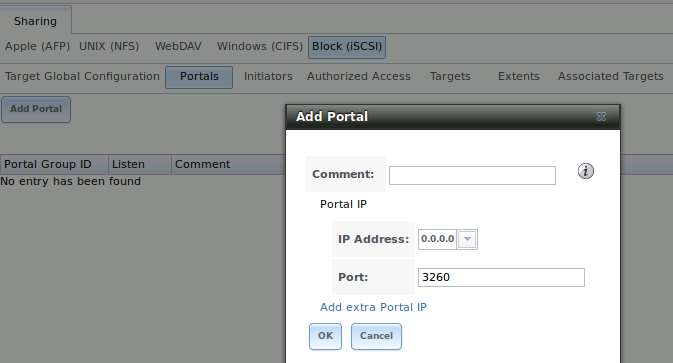 Sharing
Apple (AFP) UNIX (NFS) WebDAV Windows (CIFS) Block (iSCSI)
Target Global Configuration Portals Initiators Authorized Access Targets Extents Associated Targets
Add Portal
Portal Group ID Listen Comment
No entry has been found
Add Portal
Comment:
Portal IP
IP Address: 0.0.0.0
Port: 3260
Add extra Portal IP
OK Cancel